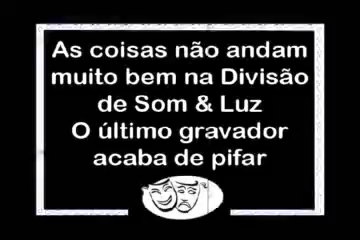 As coisas não andam
muito bem na Divisão
de Som & Luz
O último gravador
acaba de pifar